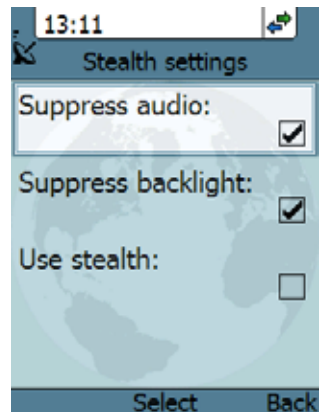 13:11
Stealth settings
Suppress audio:
Suppress backlight:
Use stealth:
Select Back